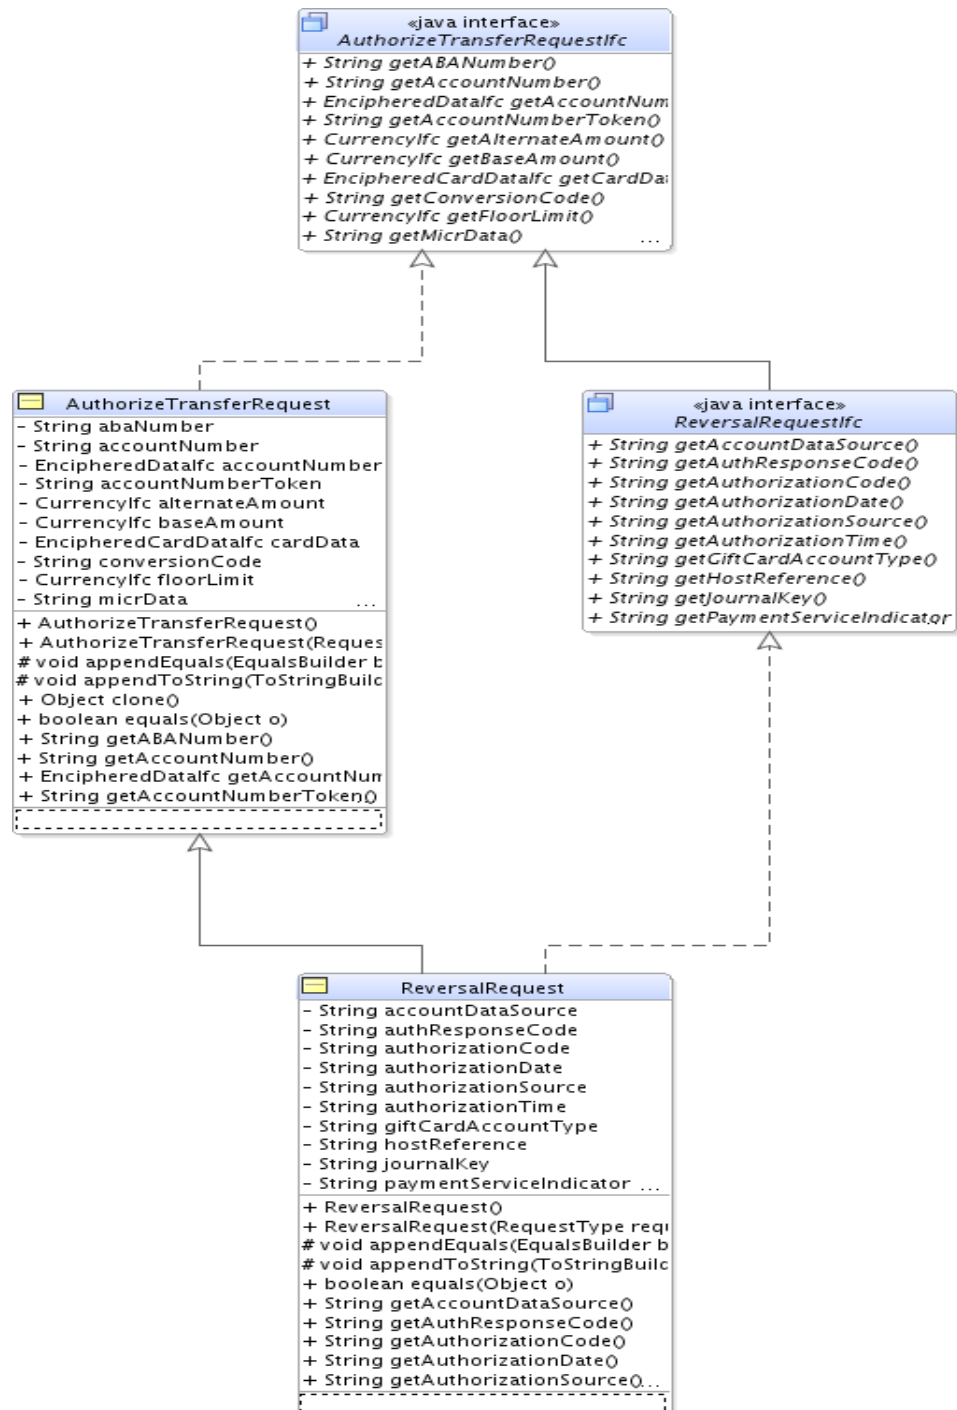 «java interface»
AuthorizeTransferRequestIfc
+ String getABANumber()
+ String getAccountNumber()
+ EncipheredDataIfc getAccountNum
+ String getAccountNumberToken()
+ CurrencyIfc getAlternateAmount()
+ CurrencyIfc getBaseAmount()
+ EncipheredCardDataIfc getCardDat
+ String getConversionCode()
+ CurrencyIfc getFloorLimit()
+ String getMicrData() ...
AuthorizeTransferRequest
- String abaNumber
- String accountNumber
- EncipheredDataIfc accountNumber
- String accountNumberToken
- CurrencyIfc alternateAmount
- CurrencyIfc baseAmount
- EncipheredCardDataIfc cardData
- String conversionCode
- CurrencyIfc floorLimit
- String micrData ...
+ AuthorizeTransferRequest()
+ AuthorizeTransferRequest(Reques
# void appendEquals(EqualsBuilder b
# void appendToString(ToStringBuilc
+ Object clone()
+ boolean equals(Object o)
+ String getABANumber()
+ String getAccountNumber()
+ EncipheredDataIfc getAccountNum
+ String getAccountNumberToken()
«java interface»
ReversalRequestIfc
+ String getAccountDataSource()
+ String getAuthResponseCode()
+ String getAuthorizationCode()
+ String getAuthorizationDate()
+ String getAuthorizationSource()
+ String getAuthorizationTime()
+ String getGiftCardAccountType()
+ String getHostReference()
+ String getJournalKey()
+ String getPaymentServiceIndicator
ReversalRequest
- String accountDataSource
- String authResponseCode
- String authorizationCode
- String authorizationDate
- String authorizationSource
- String authorizationTime
- String giftCardAccountType
- String hostReference
- String journalKey
- String paymentServiceIndicator ...
+ ReversalRequest()
+ ReversalRequest(RequestType requ
# void appendEquals(EqualsBuilder b
# void appendToString(ToStringBuilc
+ boolean equals(Object o)
+ String getAccountDataSource()
+ String getAuthResponseCode()
+ String getAuthorizationCode()
+ String getAuthorizationDate()
+ String getAuthorizationSource()...